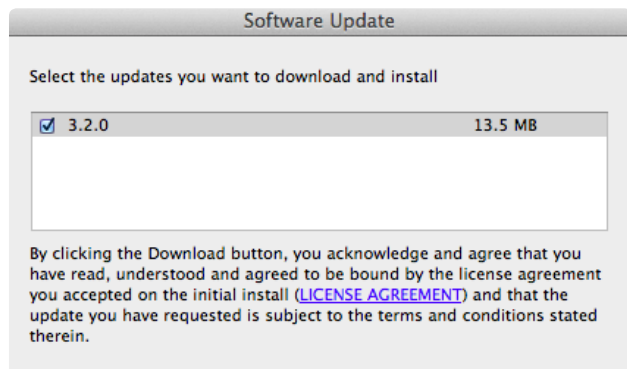 Software Update
Select the updates you want to download and install
3.2.0 13.5 MB
By clicking the Download button, you acknowledge and agree that you
have read, understood and agreed to be bound by the license agreement
you accepted on the initial install (LICENSE AGREEMENT) and that the
update you have requested is subject to the terms and conditions stated
therein.